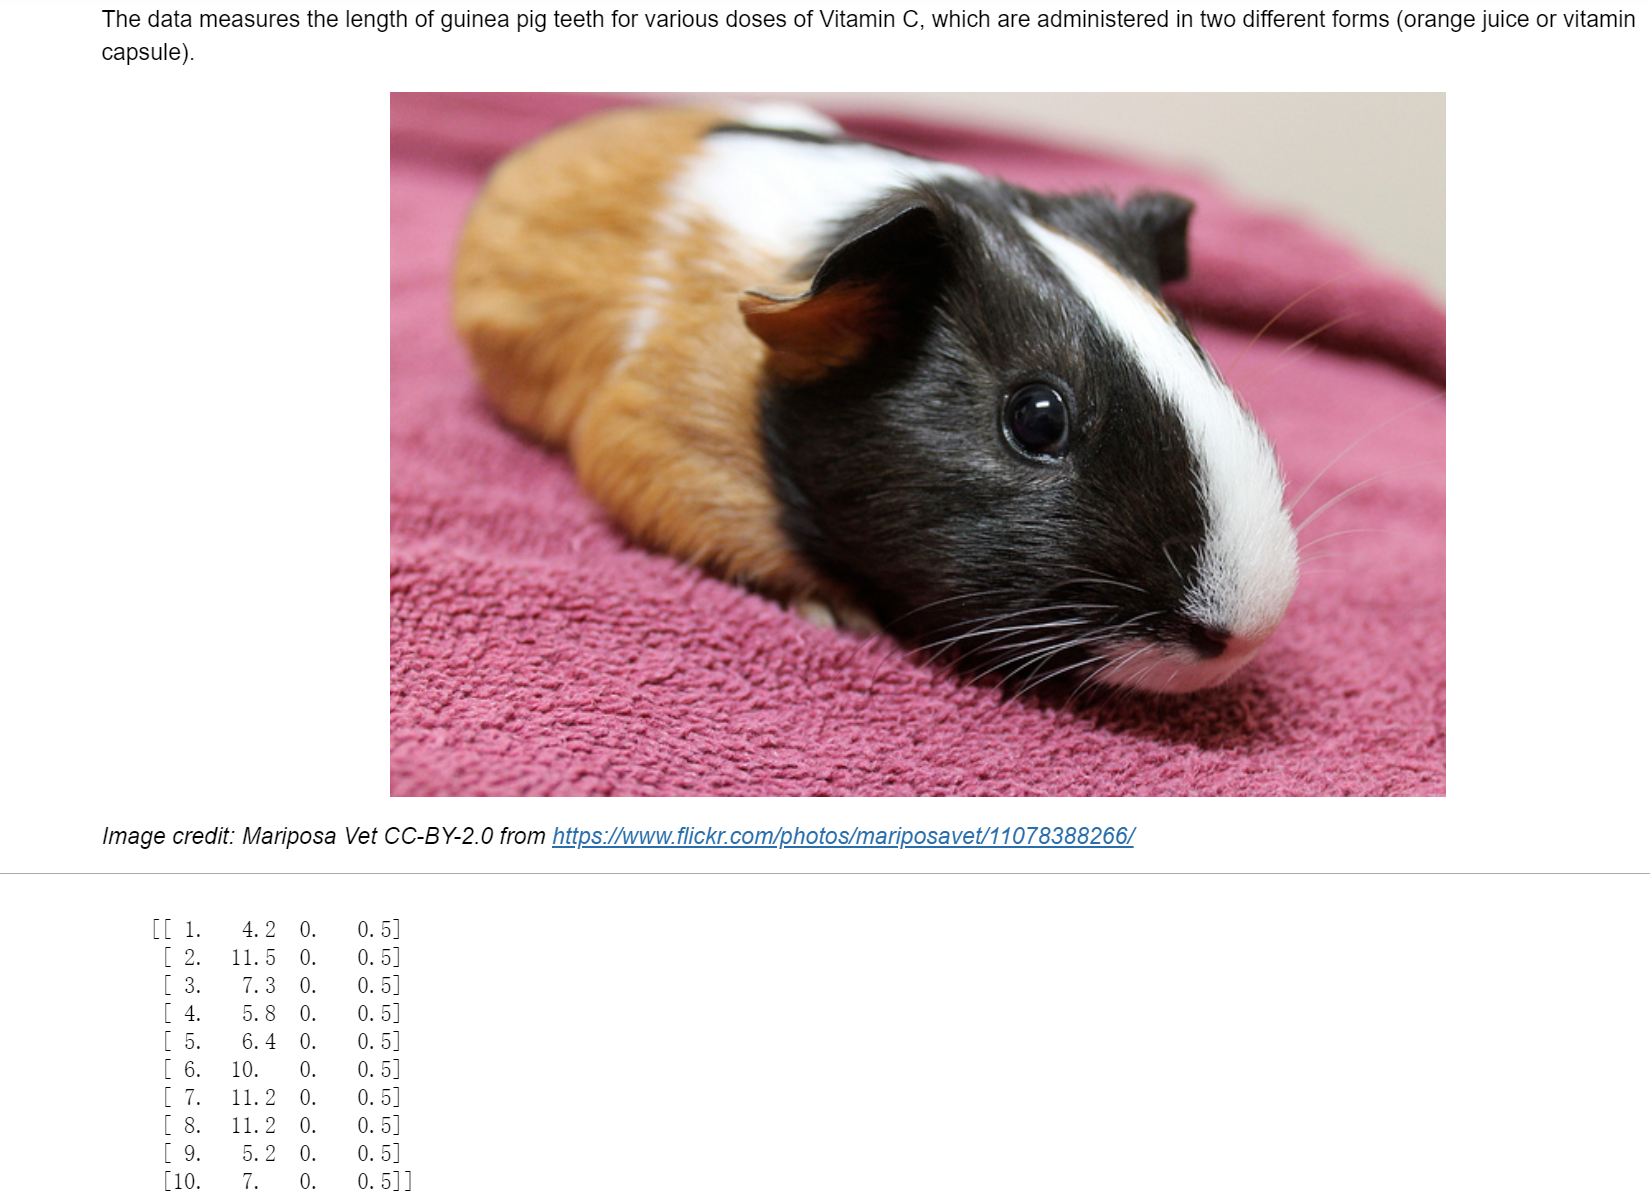 The data measures the length of guinea pig teeth for various doses of Vitamin C, which are administered in two different forms (orange juice or vitamin
capsule).
Image credit: Mariposa Vet CC-BY-2.0 from https://www.flickr.com/photos/mariposavet/11078388266/
[[ 1.   4.2  0.   0.5]
[ 2.  11.5  0.   0.5]
[ 3.   7.3  0.   0.5]
[ 4.   5.8  0.   0.5]
[ 5.   6.4  0.   0.5]
[ 6.  10.   0.   0.5]
[ 7.  11.2  0.   0.5]
[ 8.  11.2  0.   0.5]
[ 9.   5.2  0.   0.5]
[10.   7.   0.   0.5]]